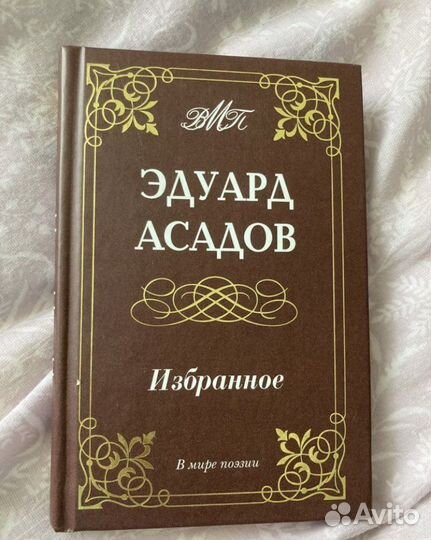 ВМП
ЭДУАРД
АСАДОВ
Избранное
В мире поэзии
Avito